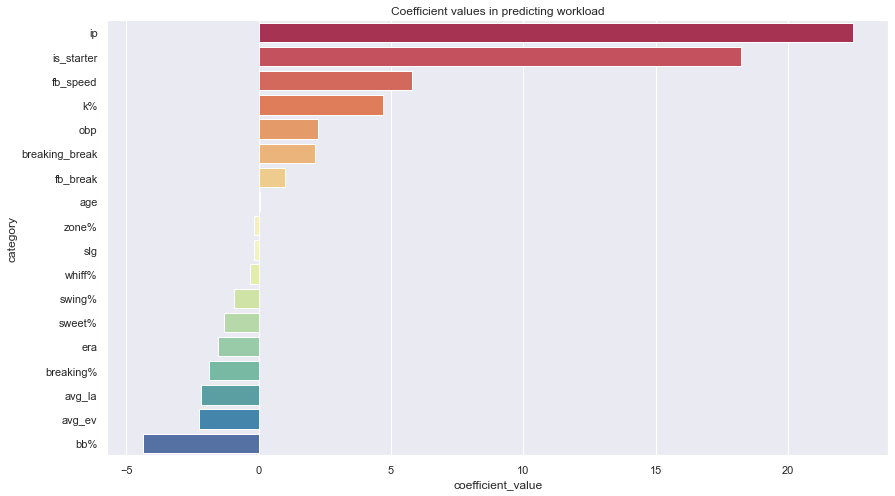 Coefficient values in predicting workload
category
ip
is_starter
fb_speed
k%
obp
breaking_break
fb_break
age
zone%
slg
whiff%
swing%
sweet%
era
breaking%
avg_la
avg_ev
bb%
−5 0 5 10 15 20
coefficient_value